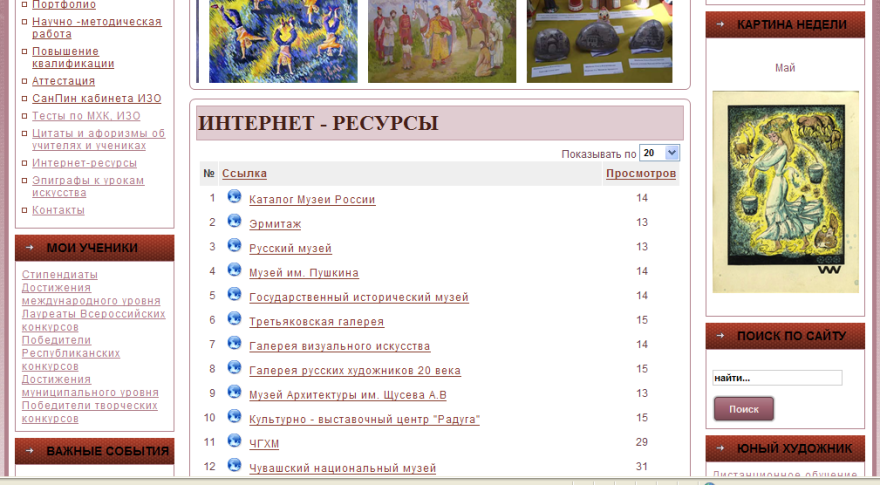 Портфолио
Научно -методическая
работа
Повышение
квалификации
Аттестация
СанПин кабинета ИЗО
Тесты по МХК, ИЗО
Цитаты и афоризмы об
учителях и учениках
Интернет-ресурсы
Эпиграфы к урокам
искусства
Контакты
МОИ УЧЕНИКИ
Стипендиаты
Достижения
международного уровня
Лауреаты Всероссийских
конкурсов
Победители
Республиканских
конкурсов
Достижения
муниципального уровня
Победители творческих
конкурсов
ВАЖНЫЕ СОБЫТИЯ
ИНТЕРНЕТ - РЕСУРСЫ
Показывать по 20
№ Ссылка Просмотров
1 Каталог Музеи России 14
2 Эрмитаж 13
3 Русский музей 13
4 Музей им. Пушкина 14
5 Государственный исторический музей 14
6 Третьяковская галерея 15
7 Галерея визуального искусства 14
8 Галерея русских художников 20 века 15
9 Музей Архитектуры им. Щусева А.В 13
10 Культурно - выставочный центр "Радуга" 15
11 ЧГХМ 29
12 Чувашский национальный музей 31
КАРТИНА НЕДЕЛИ
Май
ПОИСК ПО САЙТУ
найти...
Поиск
ЮНЫЙ ХУДОЖНИК
Дистанционное обучение